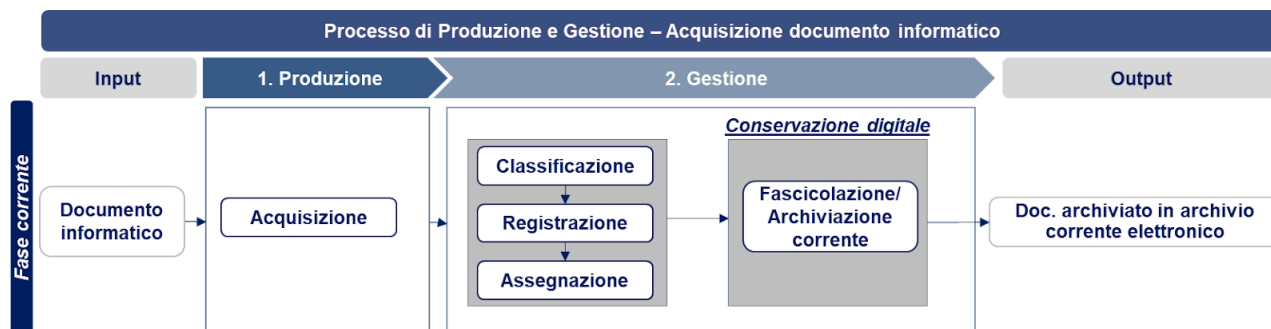 Processo di Produzione e Gestione – Acquisizione documento informatico
Input
1. Produzione
2. Gestione
Output
Fase corrente
Documento
informatico
Acquisizione
Classificazione
Registrazione
Assegnazione
Conservazione digitale
Fascicolazione/
Archiviazione
corrente
Doc. archiviato in archivio
corrente elettronico